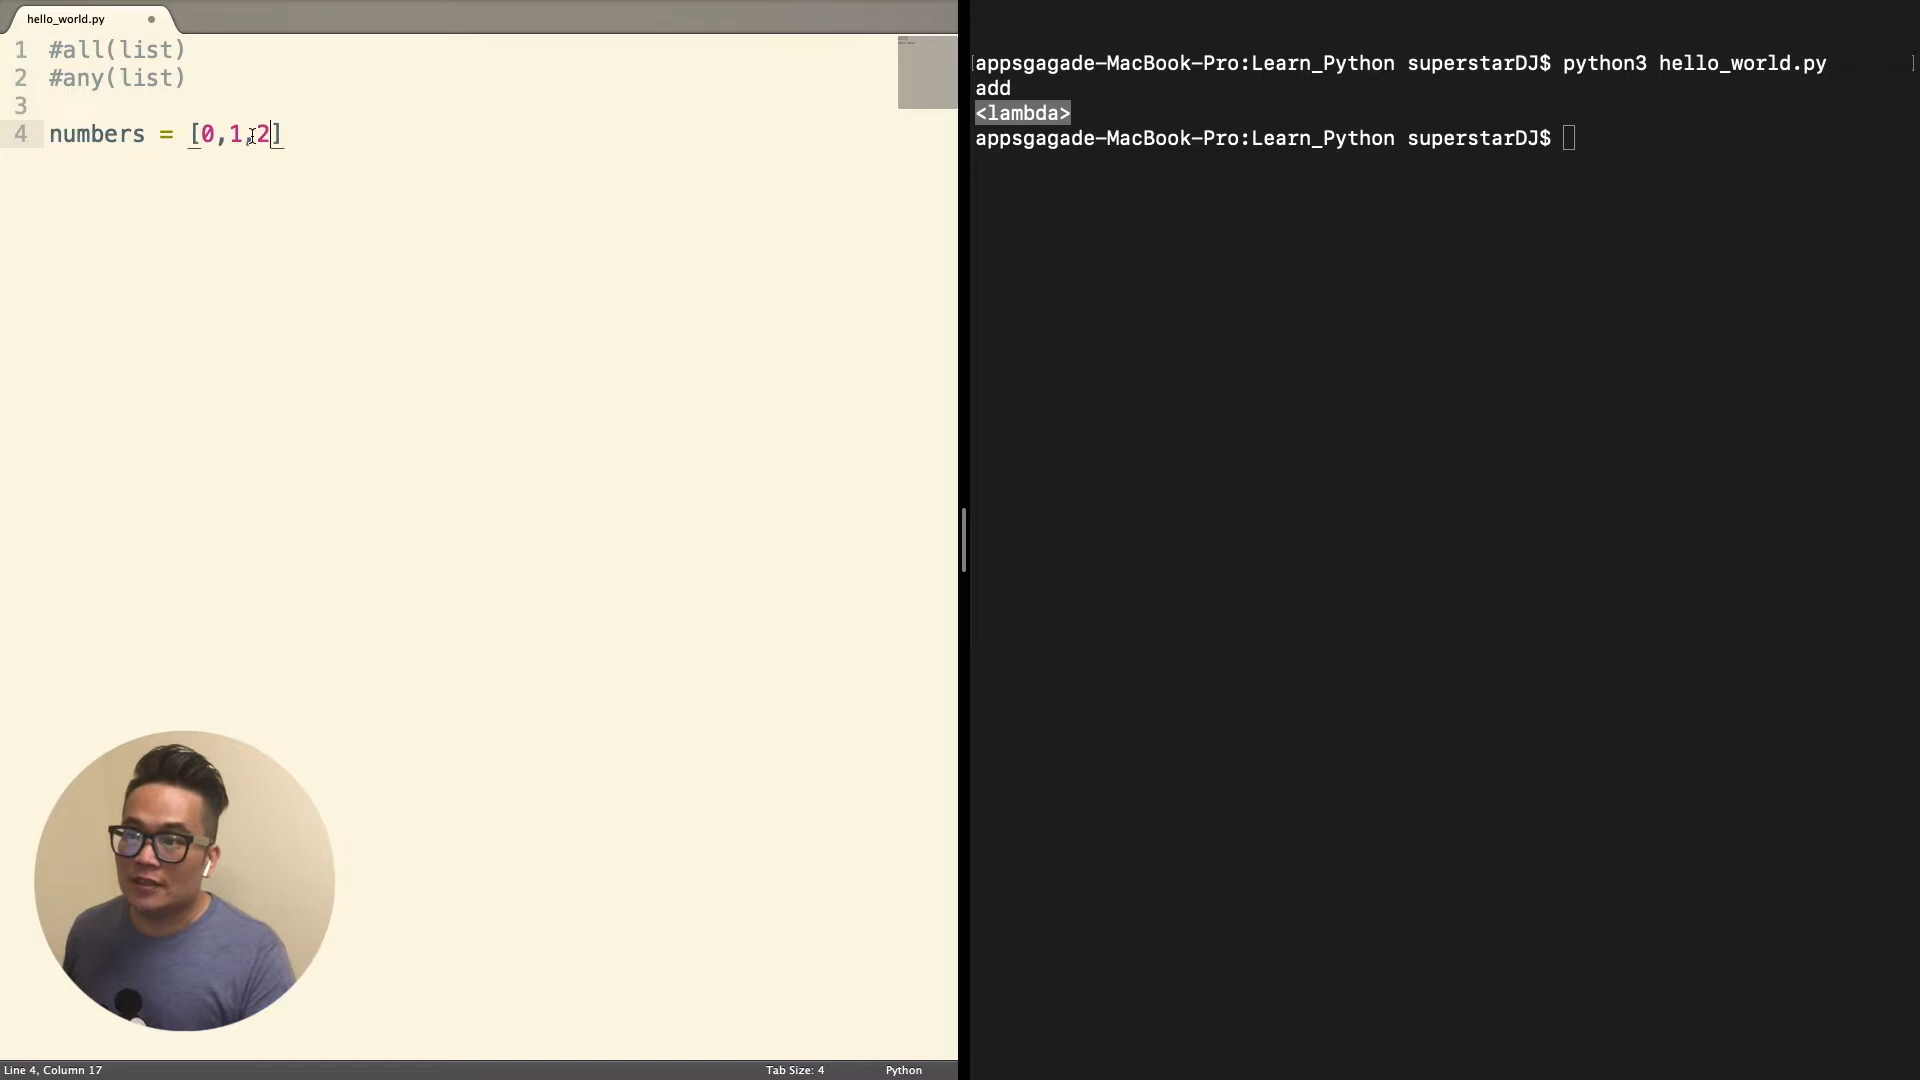 hello_world.py
1 #all(list)
2 #any(list)
3
4 numbers = [0,1,2]
Line 4, Column 17
Tab Size: 4
Python
appsgagade-MacBook-Pro:Learn_Python superstarDJ$ python3 hello_world.py
add
<lambda>
appsgagade-MacBook-Pro:Learn_Python superstarDJ$